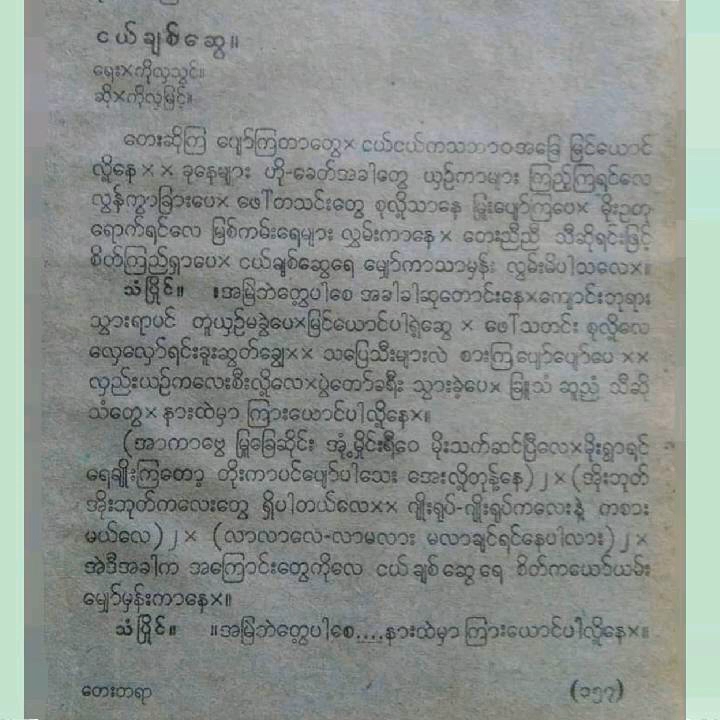 ငယ်ချစ်ဆွေ။
ရေး×ကိုလှသွင်။
ဆို×ကိုလှမြင့်။
တေးဆိုကြ ပျော်ကြတာတွေ× ငယ်ငယ်ကသဘာဝအခြေ မြင်ယောင်
လို့နေ×× ခုနေများ ဟို-ခေတ်အခါတွေ ယှဉ်ကာများ ကြည့်ကြရင်လေ
လွန်ကွာခြားပေ× ဖေါ်တသင်းတွေ စုလို့သာနေ မြူးပျော်ကြပေ× မိုးဥတု
ရောက်ရင်လေ မြစ်ကမ်းရေများ လွှမ်းကာနေ× တေးညီညီ သီဆိုရင်းဖြင့်
စိတ်ကြည်ရှာပေ× ငယ်ချစ်ဆွေရေ မျှော်ကာသာမှန်း လွမ်းမိပါသလေ×။
သံပြိုင်။ ။အမြဲဘဲတွေ့ပါစေ အခါခါဆုတောင်းနေ×ကျောင်းဘုရား
သွားရာပင် တူယှဉ်မခွဲပေ×မြင်ယောင်ပါရဲ့ဆွေ × ဖေါ်သတင်း စုလို့လေ
လှေလှော်ရင်းခူးဆွတ်ချွေ×× သပြေသီးများလဲ စားကြပျော်ပျော်ပေ ××
လှည်းယဉ်ကလေးစီးလို့လေ×ပွဲတော်ခရီး သွားခဲ့ပေ× ခြူသံ ဆူညံ သီဆို
သံတွေ× နားထဲမှာ ကြားယောင်ပါလို့နေ×။
(အာကာဗွေ မြူခြေဆိုင်း အုံ့မှိုင်းရီဝေ မိုးသက်ဆင်ပြီလေ×မိုးရွာရင်
ရေချိုးကြတော့ တိုးကာပင်ပျော်ပါသေး အေးလို့တုန့်နေ)၂×(အိုးဘုတ်
အိုးဘုတ်ကလေးတွေ ရှိပါတယ်လေ×× ကျိုးရုပ်-ကျိုးရုပ်ကလေးနဲ့ ကစား
မယ်လေ)၂× (လာလာလေ-လာမလား မလာချင်ရင်နေပါလား)၂×
အဲဒီအခါက အကြောင်းတွေကိုလေ ငယ်ချစ်ဆွေရေ စိတ်ကယော်ယမ်း
မျှော်မှန်းကာနေ×။
သံပြိုင်။ ။အမြဲဘဲတွေ့ပါစေ....နားထဲမှာ ကြားယောင်ပါလို့နေ×။
တေးတရာ (၁၅၇)